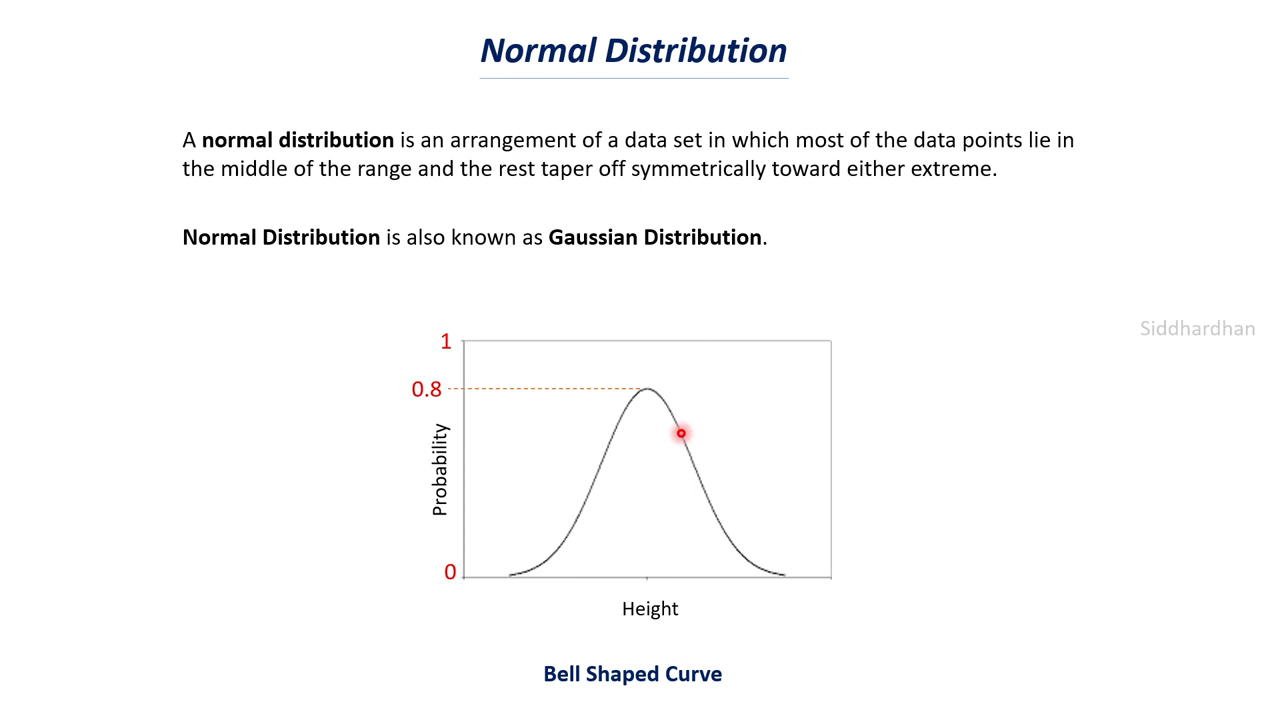 Normal Distribution
A normal distribution is an arrangement of a data set in which most of the data points lie in
the middle of the range and the rest taper off symmetrically toward either extreme.
Normal Distribution is also known as Gaussian Distribution.
Siddhardhan
1
0.8
Probability
0
Height
Bell Shaped Curve